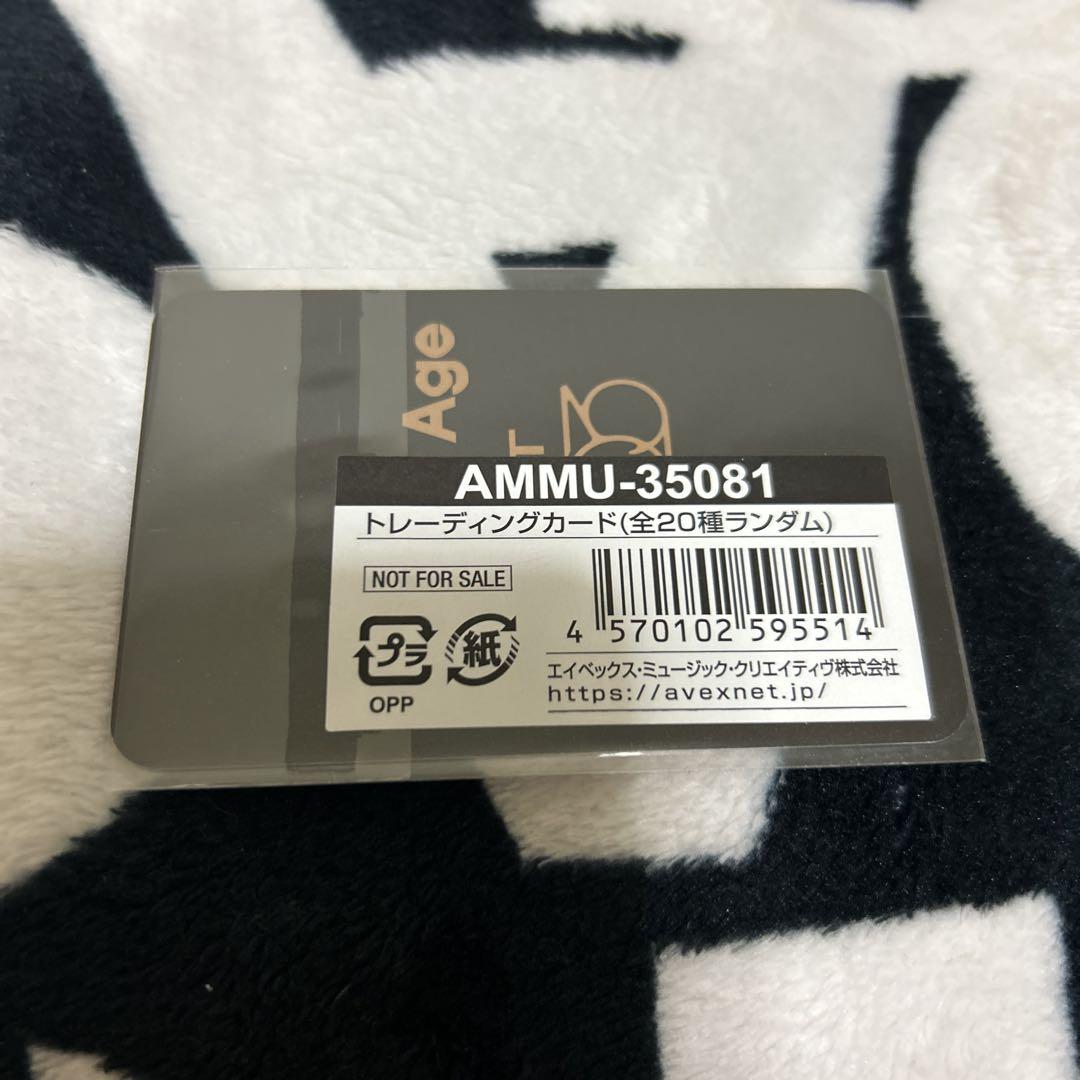 Age
T
AMMU-35081
トレーディングカード(全20種ランダム)
NOT FOR SALE
プラ
紙
OPP
4 570102 595514
エイベックス・ミュージック・クリエイティヴ株式会社
https://avexnet.jp/